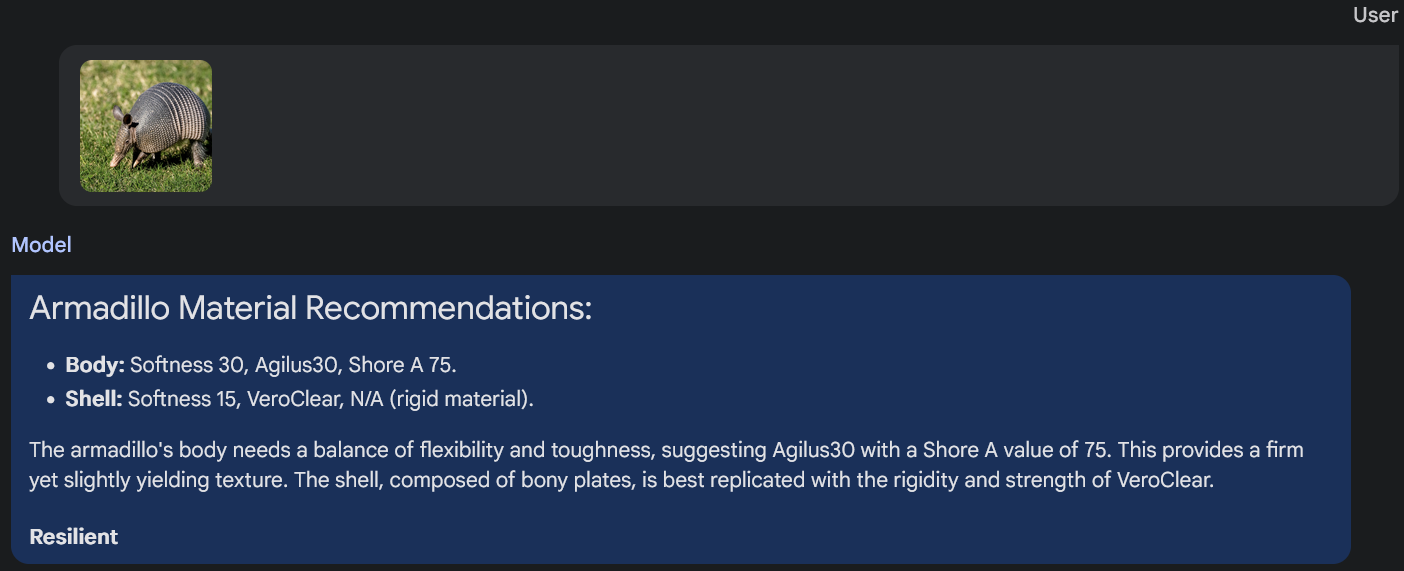 User
Model
Armadillo Material Recommendations:
• Body: Softness 30, Agilus30, Shore A 75.
• Shell: Softness 15, VeroClear, N/A (rigid material).
The armadillo's body needs a balance of flexibility and toughness, suggesting Agilus30 with a Shore A value of 75. This provides a firm
yet slightly yielding texture. The shell, composed of bony plates, is best replicated with the rigidity and strength of VeroClear.
Resilient